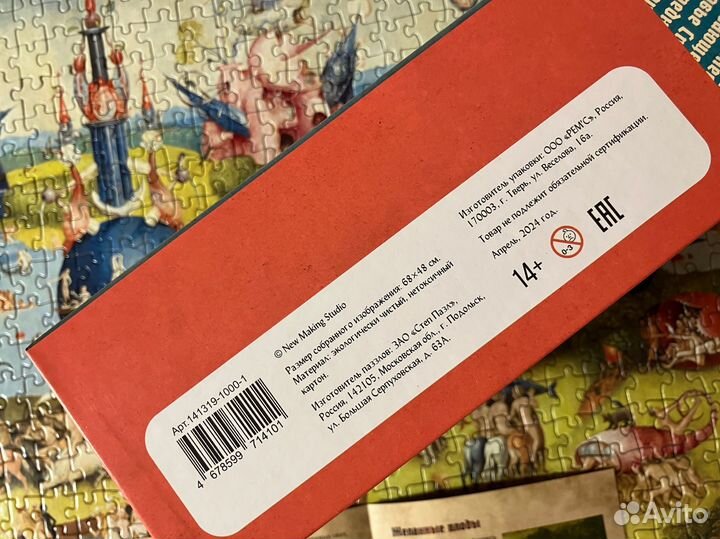 Арт.141319-1000-1
4 678599 714101
© New Making Studio
Размер собранного изображения: 68×48 см.
Материал: экологически чистый, нетоксичный
картон.
Изготовитель паззлов: ЗАО «Степ Пазл»,
Россия, 142105, Московская обл., г. Подольск,
ул. Большая Серпуховская, д. 63А.
Изготовитель упаковки: ООО «РЕМ'С», Россия,
170003, г. Тверь, ул. Веселова, 16а.
Товар не подлежит обязательной сертификации.
Апрель, 2024 год.
14+
0-3
EAC
Желанные плоды
Avito